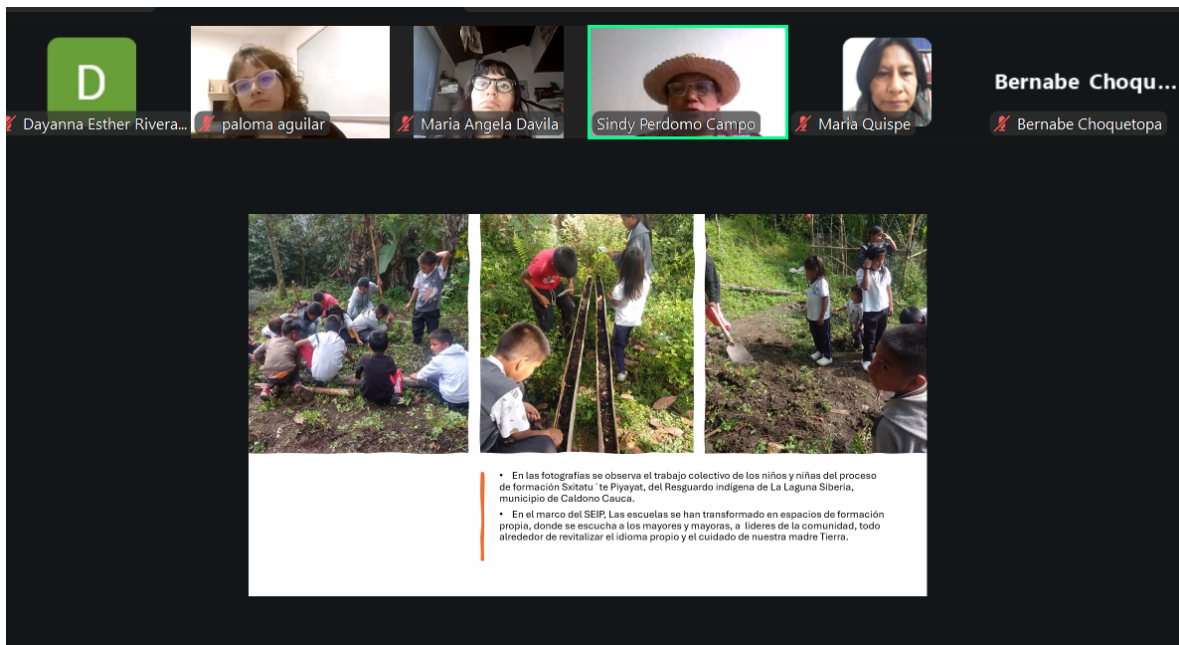 D
Dayanna Esther Rivera...
paloma aguilar
Maria Angela Davila
Sindy Perdomo Campo
María Quispe
Bernabe Choqu...
Bernabe Choquetopa
• En las fotografías se observa el trabajo colectivo de los niños y niñas del proceso
de formación Sxitatu´te Piyayat, del Resguardo indígena de La Laguna Siberia,
municipio de Caldono Cauca.
• En el marco del SEIP, Las escuelas se han transformado en espacios de formación
propia, donde se escucha a los mayores y mayoras, a lideres de la comunidad, todo
alrededor de revitalizar el idioma propio y el cuidado de nuestra madre Tierra.